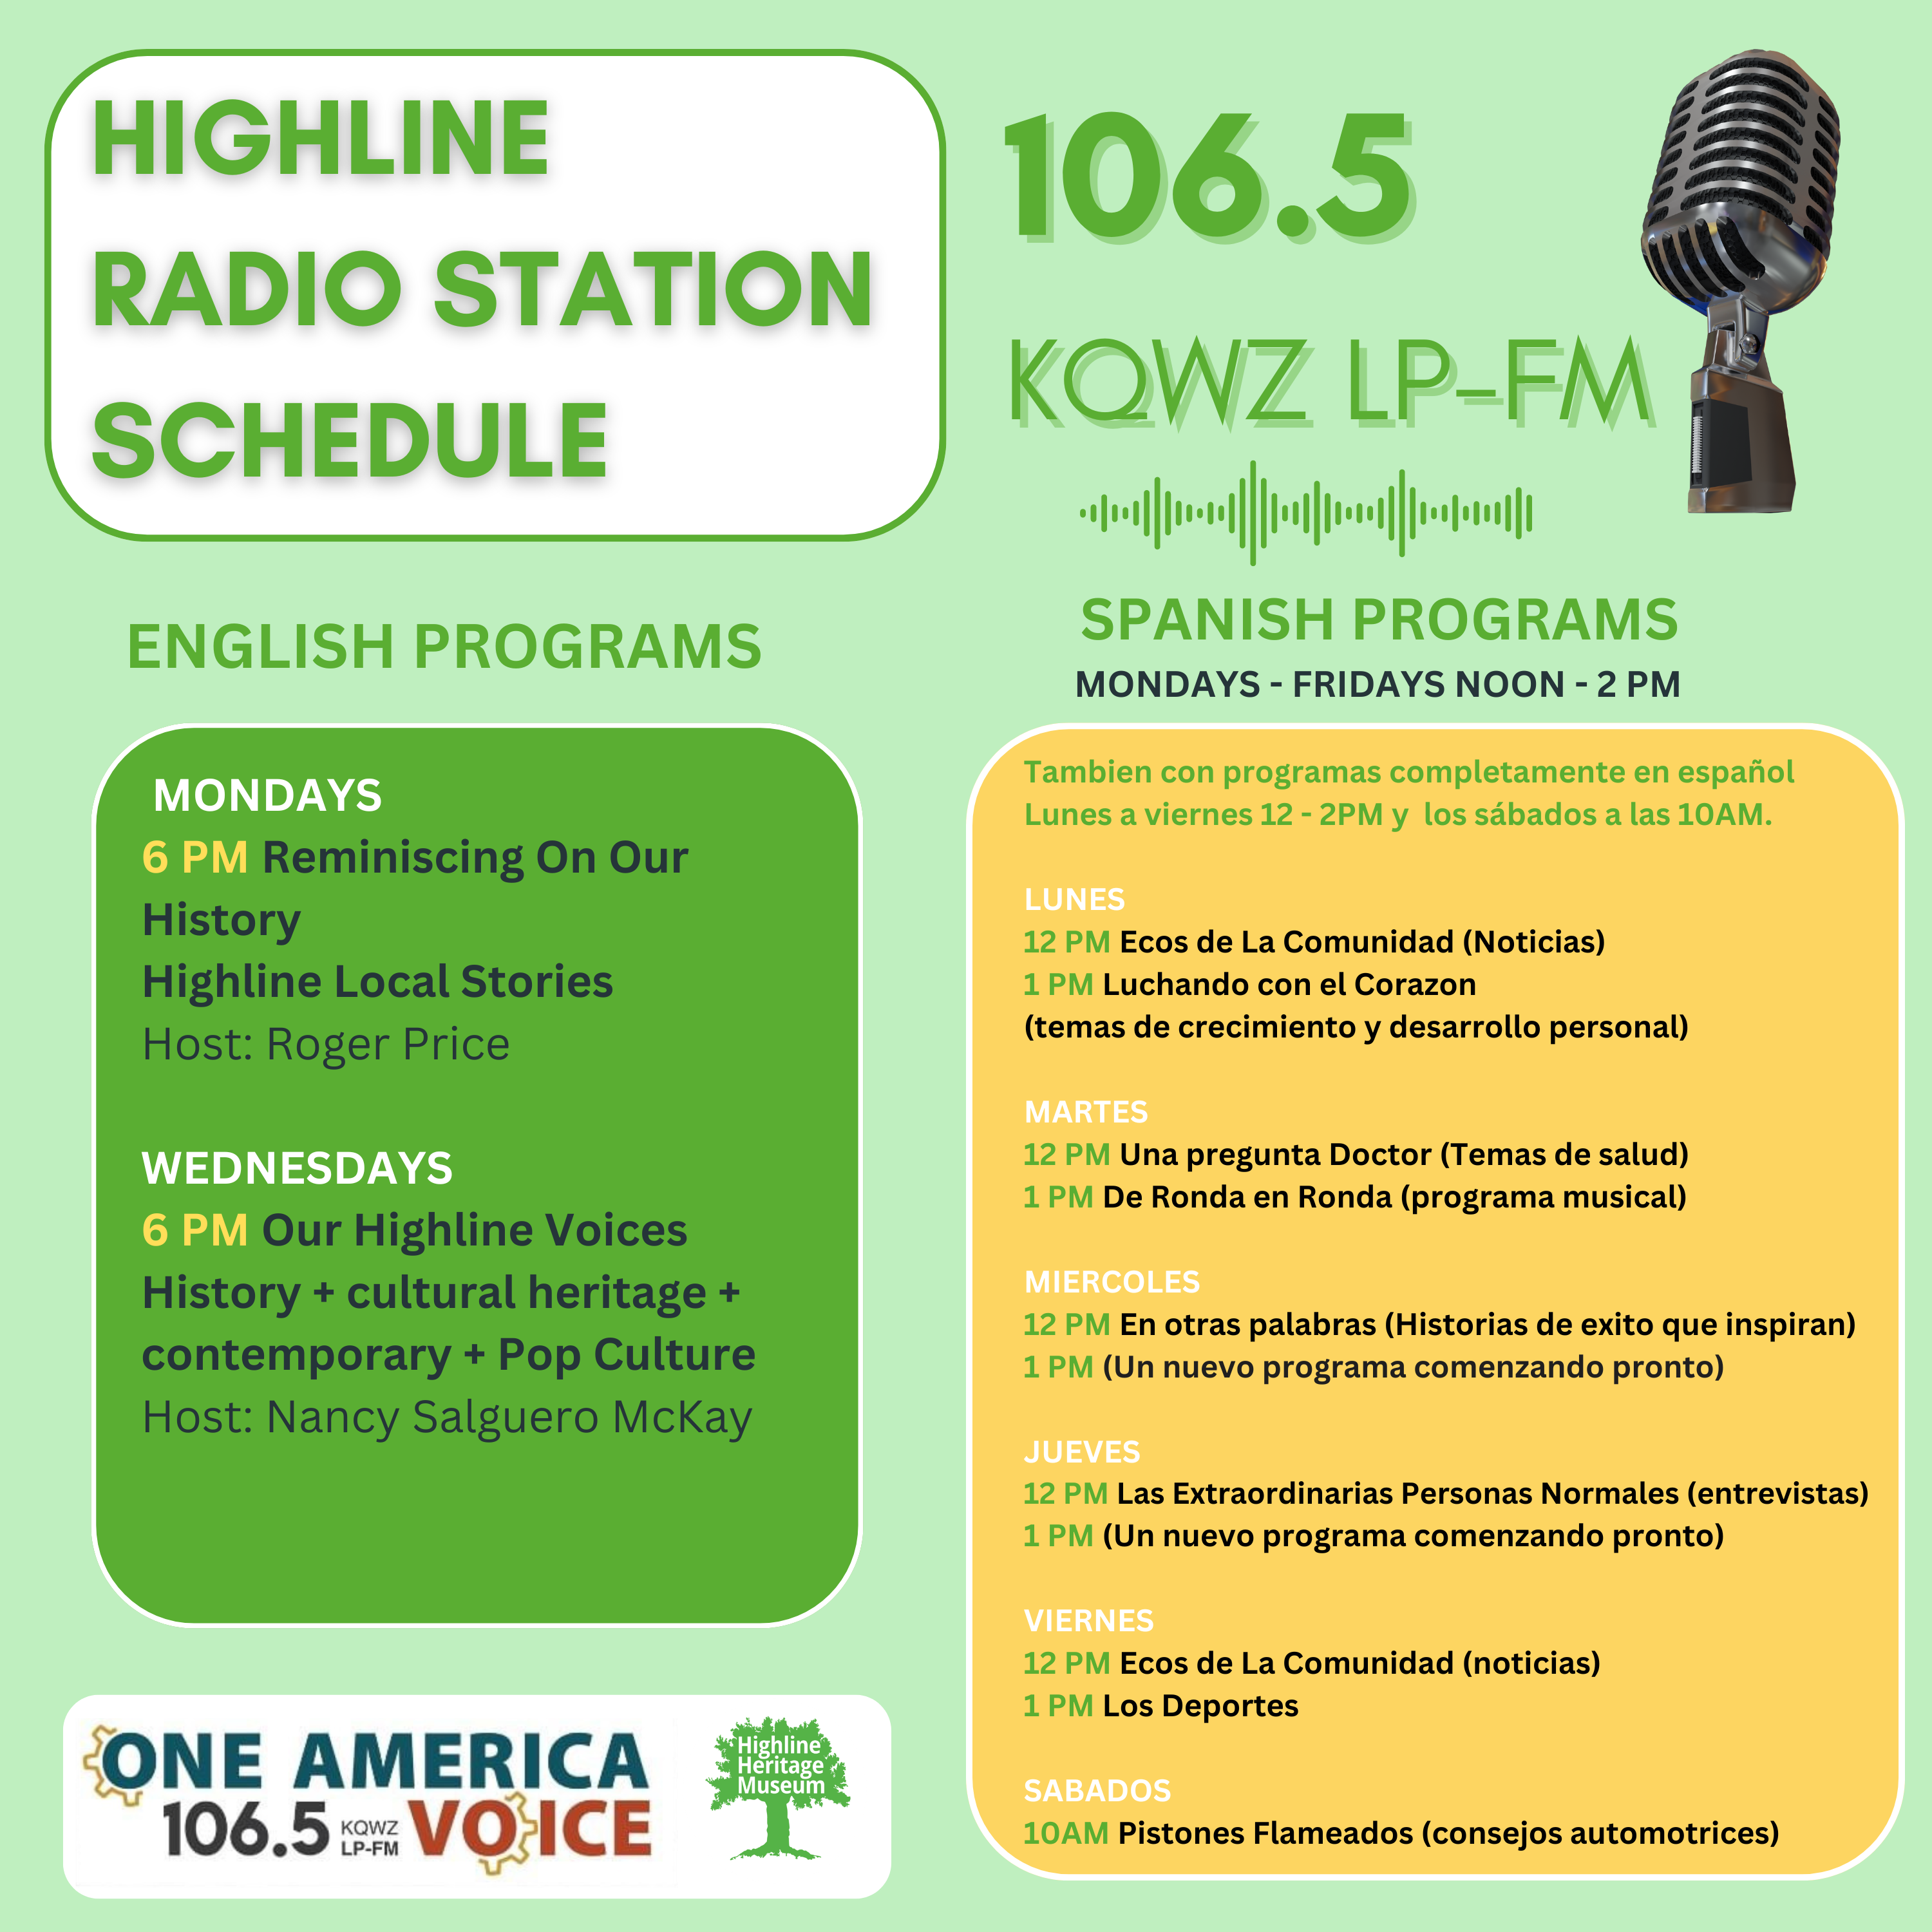 HIGHLINE
RADIO STATION
SCHEDULE
106.5
KQWZ LP-FM
ENGLISH PROGRAMS
MONDAYS
6 PM Reminiscing On Our
History
Highline Local Stories
Host: Roger Price
WEDNESDAYS
6 PM Our Highline Voices
History + cultural heritage +
contemporary + Pop Culture
Host: Nancy Salguero McKay
SPANISH PROGRAMS
MONDAYS - FRIDAYS NOON - 2 PM
Tambien con programas completamente en español
Lunes a viernes 12 - 2PM y los sábados a las 10AM.
LUNES
12 PM Ecos de La Comunidad (Noticias)
1 PM Luchando con el Corazon
(temas de crecimiento y desarrollo personal)
MARTES
12 PM Una pregunta Doctor (Temas de salud)
1 PM De Ronda en Ronda (programa musical)
MIERCOLES
12 PM En otras palabras (Historias de exito que inspiran)
1 PM (Un nuevo programa comenzando pronto)
JUEVES
12 PM Las Extraordinarias Personas Normales (entrevistas)
1 PM (Un nuevo programa comenzando pronto)
VIERNES
12 PM Ecos de La Comunidad (noticias)
1 PM Los Deportes
SABADOS
10AM Pistones Flameados (consejos automotrices)
ONE AMERICA
106.5 KQWZ LP-FM VOICE
Highline
Heritage
Museum